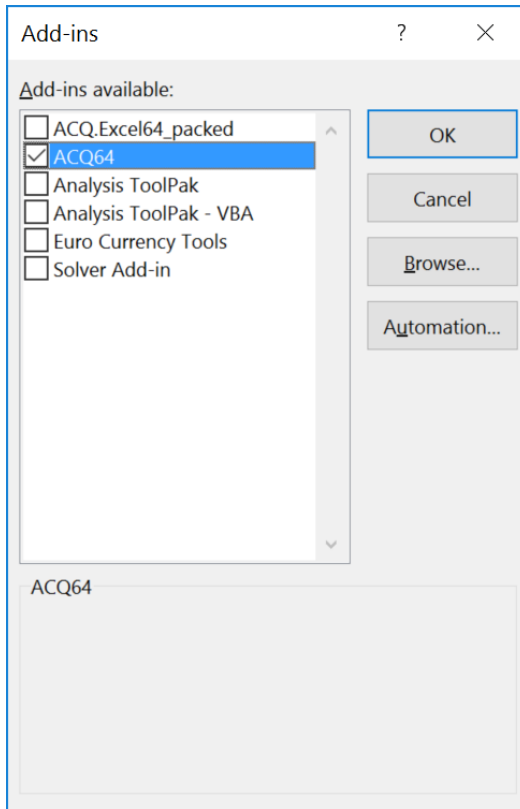 Add-ins
?
Add-ins available:
ACQ.Excel64_packed
ACQ64
Analysis ToolPak
Analysis ToolPak - VBA
Euro Currency Tools
Solver Add-in
OK
Cancel
Browse...
Automation...
ACQ64